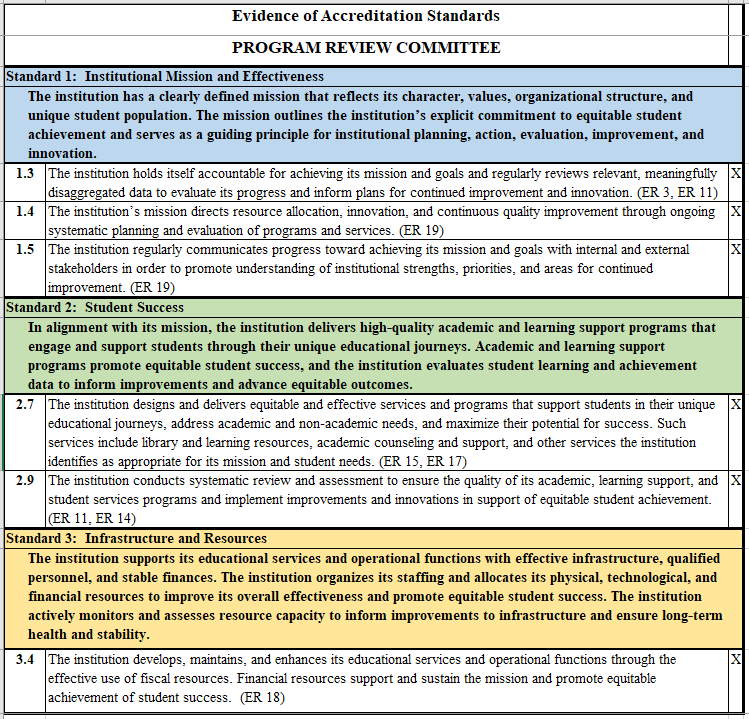 Evidence of Accreditation Standards
PROGRAM REVIEW COMMITTEE
Standard 1: Institutional Mission and Effectiveness
The institution has a clearly defined mission that reflects its character, values, organizational structure, and
unique student population. The mission outlines the institution's explicit commitment to equitable student
achievement and serves as a guiding principle for institutional planning, action, evaluation, improvement, and
innovation.
1.3 The institution holds itself accountable for achieving its mission and goals and regularly reviews relevant, meaningfully X
disaggregated data to evaluate its progress and inform plans for continued improvement and innovation. (ER 3, ER 11)
1.4 The institution's mission directs resource allocation, innovation, and continuous quality improvement through ongoing X
systematic planning and evaluation of programs and services. (ER 19)
1.5 The institution regularly communicates progress toward achieving its mission and goals with internal and external X
stakeholders in order to promote understanding of institutional strengths, priorities, and areas for continued
improvement. (ER 19)
Standard 2: Student Success
In alignment with its mission, the institution delivers high-quality academic and learning support programs that
engage and support students through their unique educational journeys. Academic and learning support
programs promote equitable student success, and the institution evaluates student learning and achievement
data to inform improvements and advance equitable outcomes.
2.7 The institution designs and delivers equitable and effective services and programs that support students in their unique X
educational journeys, address academic and non-academic needs, and maximize their potential for success. Such
services include library and learning resources, academic counseling and support, and other services the institution
identifies as appropriate for its mission and student needs. (ER 15, ER 17)
2.9 The institution conducts systematic review and assessment to ensure the quality of its academic, learning support, and X
student services programs and implement improvements and innovations in support of equitable student achievement.
(ER 11, ER 14)
Standard 3: Infrastructure and Resources
The institution supports its educational services and operational functions with effective infrastructure, qualified
personnel, and stable finances. The institution organizes its staffing and allocates its physical, technological, and
financial resources to improve its overall effectiveness and promote equitable student success. The institution
actively monitors and assesses resource capacity to inform improvements to infrastructure and ensure long-term
health and stability.
3.4 The institution develops, maintains, and enhances its educational services and operational functions through the X
effective use of fiscal resources. Financial resources support and sustain the mission and promote equitable
achievement of student success. (ER 18)